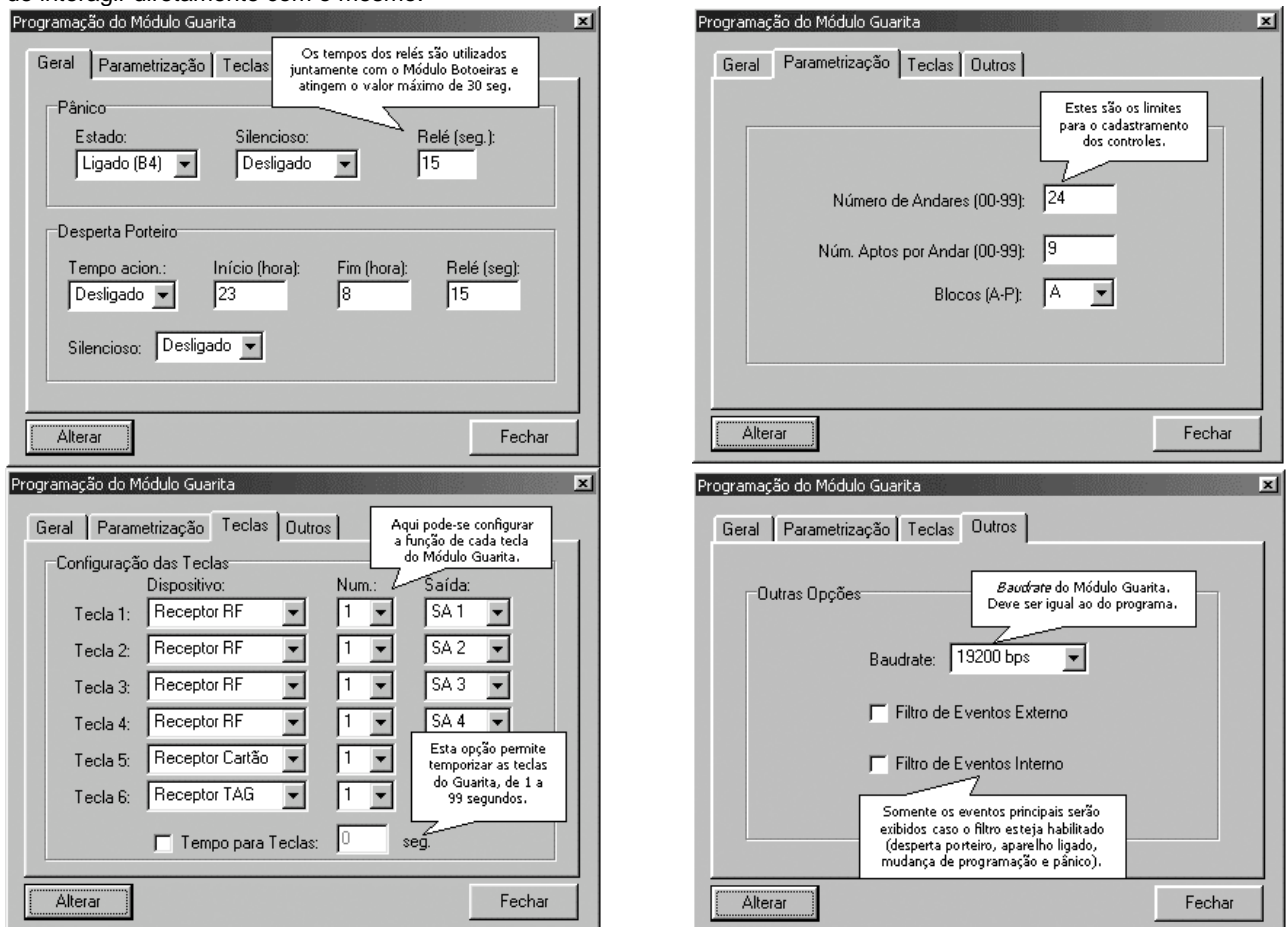 de interagir diretamente com o mesmo.
Programação do Módulo Guarita
Geral Parametrização Teclas
Os tempos dos relés são utilizados
juntamente com o Módulo Botoeiras e
atingem o valor máximo de 30 seg.
Pânico
Estado: Silencioso: Relé (seg.):
Ligado (B4) Desligado 15
Desperta Porteiro
Tempo acion.: Início (hora): Fim (hora): Relé (seg):
Desligado 23 8 15
Silencioso: Desligado
Alterar Fechar
Programação do Módulo Guarita
Geral Parametrização Teclas Outros
Estes são os limites
para o cadastramento
dos controles.
Número de Andares (00-99): 24
Núm. Aptos por Andar (00-99): 9
Blocos (A-P): A
Alterar Fechar
Programação do Módulo Guarita
Geral Parametrização Teclas Outros
Aqui pode-se configurar
a função de cada tecla
do Módulo Guarita.
Configuração das Teclas
Dispositivo: Num.: Saída:
Tecla 1: Receptor RF 1 SA 1
Tecla 2: Receptor RF 1 SA 2
Tecla 3: Receptor RF 1 SA 3
Tecla 4: Receptor RF 1 SA 4
Tecla 5: Receptor Cartão 1
Tecla 6: Receptor TAG 1
Esta opção permite
temporizar as teclas
do Guarita, de 1 a
99 segundos.
Tempo para Teclas: 0 seg.
Alterar Fechar
Programação do Módulo Guarita
Geral Parametrização Teclas Outros
Outras Opções
Baudrate do Módulo Guarita.
Deve ser igual ao do programa.
Baudrate: 19200 bps
Filtro de Eventos Externo
Filtro de Eventos Interno
Somente os eventos principais serão
exibidos caso o filtro esteja habilitado
(desperta porteiro, aparelho ligado,
mudança de programação e pânico).
Alterar Fechar